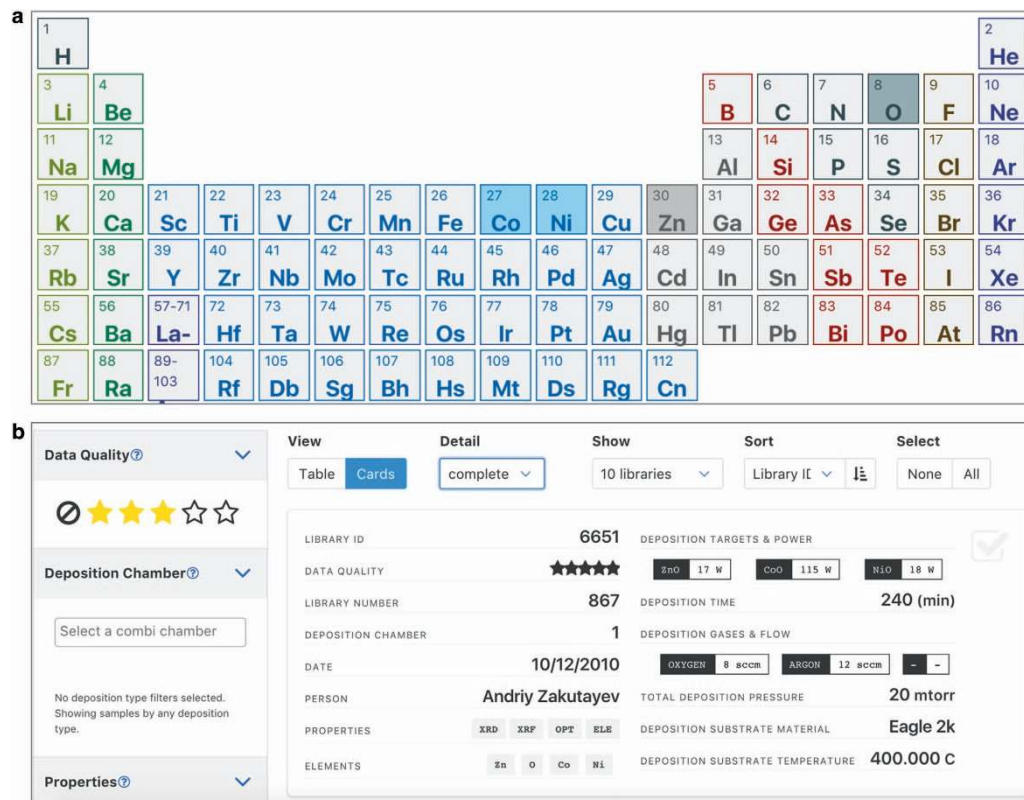 a
1 2
H He
3 4 5 6 7 8 9 10
Li Be B C N O F Ne
11 12 13 14 15 16 17 18
Na Mg Al Si P S Cl Ar
19 20 21 22 23 24 25 26 27 28 29 30 31 32 33 34 35 36
K Ca Sc Ti V Cr Mn Fe Co Ni Cu Zn Ga Ge As Se Br Kr
37 38 39 40 41 42 43 44 45 46 47 48 49 50 51 52 53 54
Rb Sr Y Zr Nb Mo Tc Ru Rh Pd Ag Cd In Sn Sb Te I Xe
55 56 57-71 72 73 74 75 76 77 78 79 80 81 82 83 84 85 86
Cs Ba La- Hf Ta W Re Os Ir Pt Au Hg Tl Pb Bi Po At Rn
87 88 89- 104 105 106 107 108 109 110 111 112
103
Fr Ra Rf Db Sg Bh Hs Mt Ds Rg Cn
b
Data Quality?
Deposition Chamber?
Select a combi chamber
No deposition type filters selected.
Showing samples by any deposition
type.
Properties?
View Detail Show Sort Select
Table Cards complete 10 libraries Library ID None All
LIBRARY ID 6651
DATA QUALITY ★★★★★
LIBRARY NUMBER 867
DEPOSITION CHAMBER 1
DATE 10/12/2010
PERSON Andriy Zakutayev
PROPERTIES XRD XRF OPT ELE
ELEMENTS Zn O Co Ni
DEPOSITION TARGETS & POWER
ZnO 17 W CoO 115 W NiO 18 W
DEPOSITION TIME 240 (min)
DEPOSITION GASES & FLOW
OXYGEN 8 sccm ARGON 12 sccm - -
TOTAL DEPOSITION PRESSURE 20 mtorr
DEPOSITION SUBSTRATE MATERIAL Eagle 2k
DEPOSITION SUBSTRATE TEMPERATURE 400.000 C